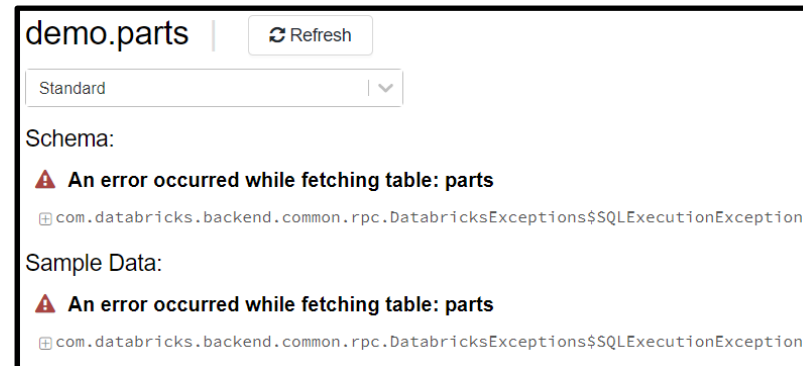 demo.parts
Refresh
Standard
Schema:
An error occurred while fetching table: parts
com.databricks.backend.common.rpc.DatabricksExceptions$SQLExecutionException
Sample Data:
An error occurred while fetching table: parts
com.databricks.backend.common.rpc.DatabricksExceptions$SQLExecutionException